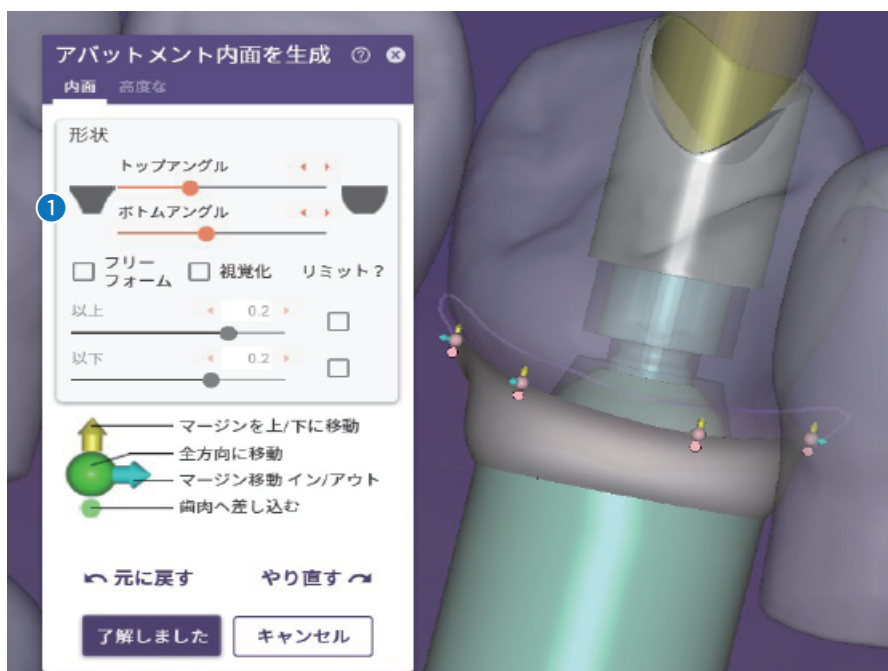 アバットメント内面を生成
内面 高度な
形状
トップアングル
1
ボトムアングル
フリー
フォーム
視覚化
リミット?
以上 0.2
以下 0.2
マージンを上/下に移動
全方向に移動
マージン移動 イン/アウト
歯肉へ差し込む
元に戻す やり直す
了解しました キャンセル